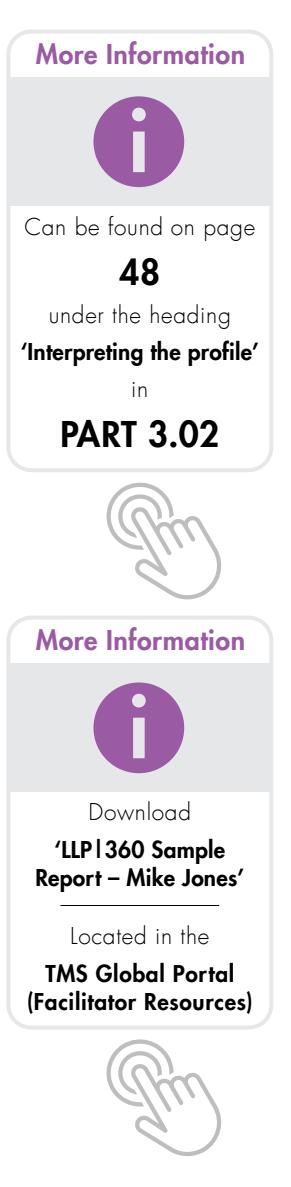 More Information
i
Can be found on page
48
under the heading
‘Interpreting the profile’
in
PART 3.02
More Information
i
Download
‘LLP|360 Sample
Report – Mike Jones’
Located in the
TMS Global Portal
(Facilitator Resources)